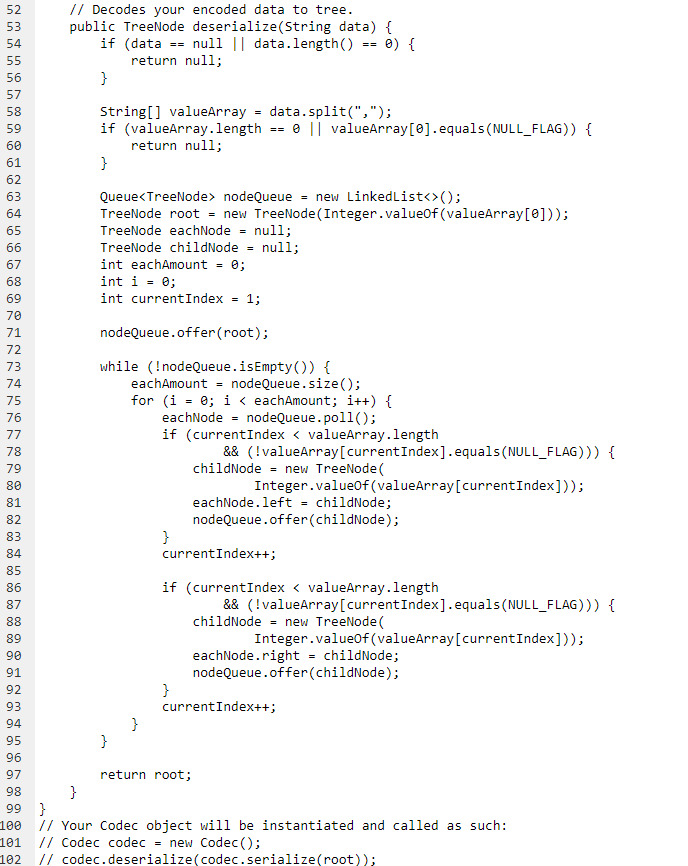 52 // Decodes your encoded data to tree.
53 public TreeNode deserialize(String data) {
54 if (data == null || data.length() == 0) {
55 return null;
56 }
57
58 String[] valueArray = data.split(",");
59 if (valueArray.length == 0 || valueArray[0].equals(NULL_FLAG)) {
60 return null;
61 }
62
63 Queue<TreeNode> nodeQueue = new LinkedList<>();
64 TreeNode root = new TreeNode(Integer.valueOf(valueArray[0]));
65 TreeNode eachNode = null;
66 TreeNode childNode = null;
67 int eachAmount = 0;
68 int i = 0;
69 int currentIndex = 1;
70
71 nodeQueue.offer(root);
72
73 while (!nodeQueue.isEmpty()) {
74 eachAmount = nodeQueue.size();
75 for (i = 0; i < eachAmount; i++) {
76 eachNode = nodeQueue.poll();
77 if (currentIndex < valueArray.length
78 && (!valueArray[currentIndex].equals(NULL_FLAG))) {
79 childNode = new TreeNode(
80 Integer.valueOf(valueArray[currentIndex]));
81 eachNode.left = childNode;
82 nodeQueue.offer(childNode);
83 }
84 currentIndex++;
85
86 if (currentIndex < valueArray.length
87 && (!valueArray[currentIndex].equals(NULL_FLAG))) {
88 childNode = new TreeNode(
89 Integer.valueOf(valueArray[currentIndex]));
90 eachNode.right = childNode;
91 nodeQueue.offer(childNode);
92 }
93 currentIndex++;
94 }
95 }
96
97 return root;
98 }
99 }
100 // Your Codec object will be instantiated and called as such:
101 // Codec codec = new Codec();
102 // codec.deserialize(codec.serialize(root));